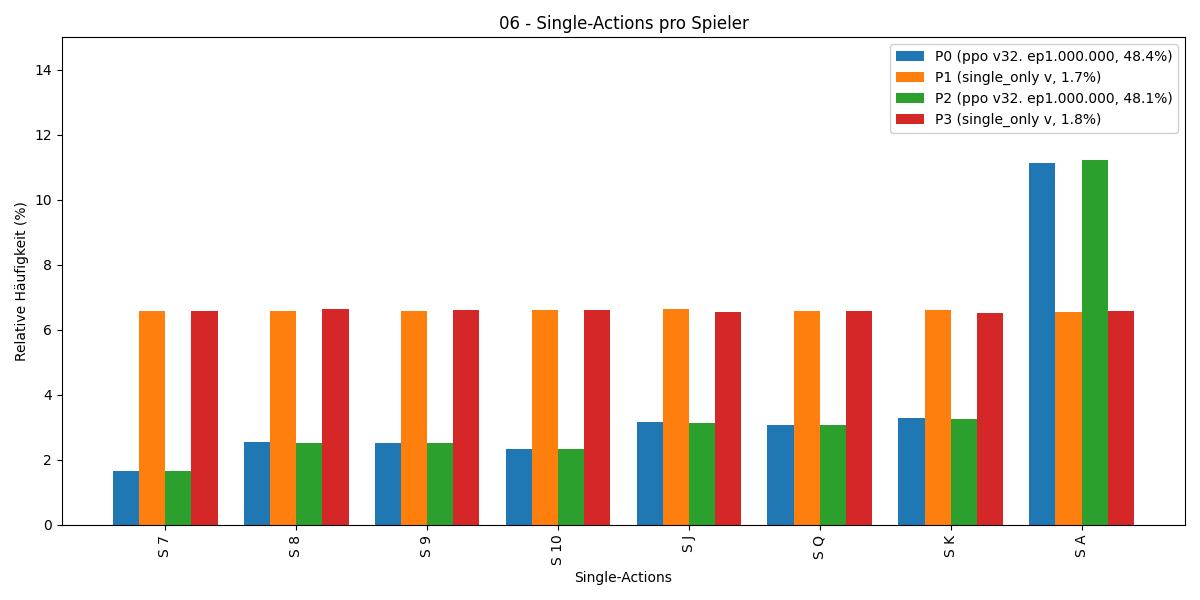 06 - Single-Actions pro Spieler
P0 (ppo v32. ep1.000.000, 48.4%)
P1 (single_only v, 1.7%)
P2 (ppo v32. ep1.000.000, 48.1%)
P3 (single_only v, 1.8%)
Relative Häufigkeit (%)
14
12
10
8
6
4
2
0
S 7
S 8
S 9
S 10
S J
S Q
S K
S A
Single-Actions